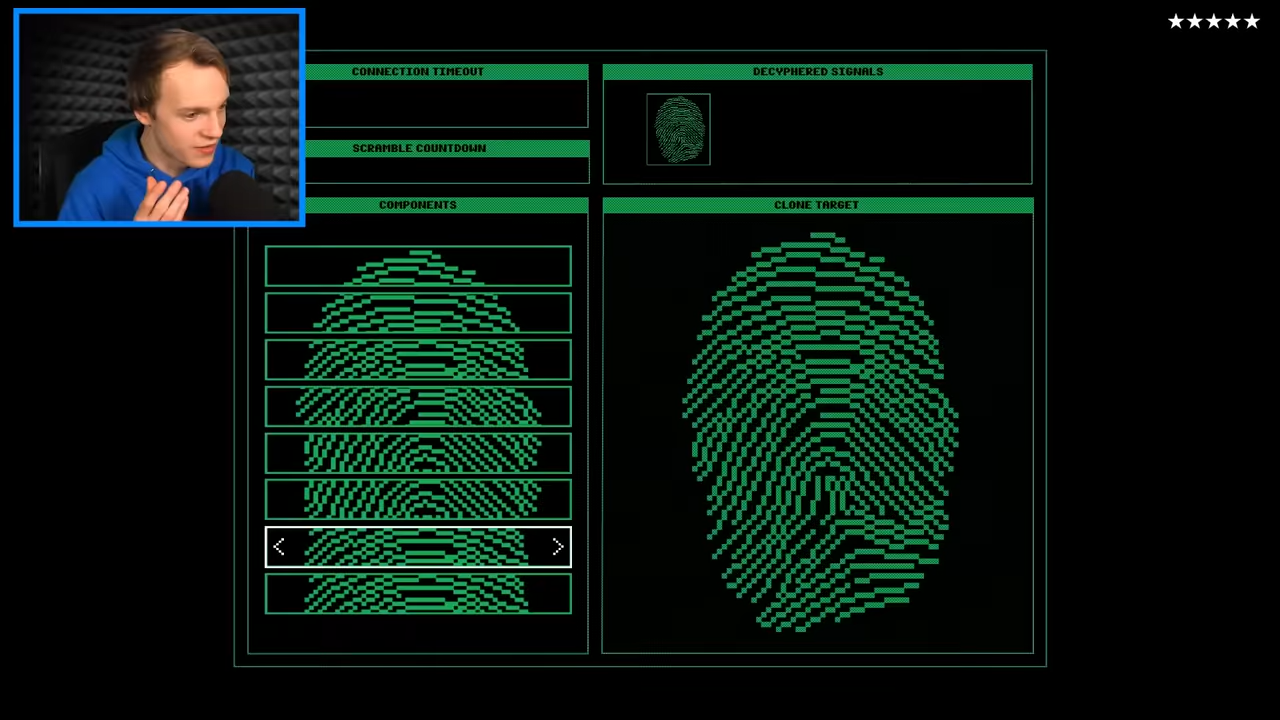 CONNECTION TIMEOUT
DECYPHERED SIGNALS
SCRAMBLE COUNTDOWN
COMPONENTS
CLONE TARGET